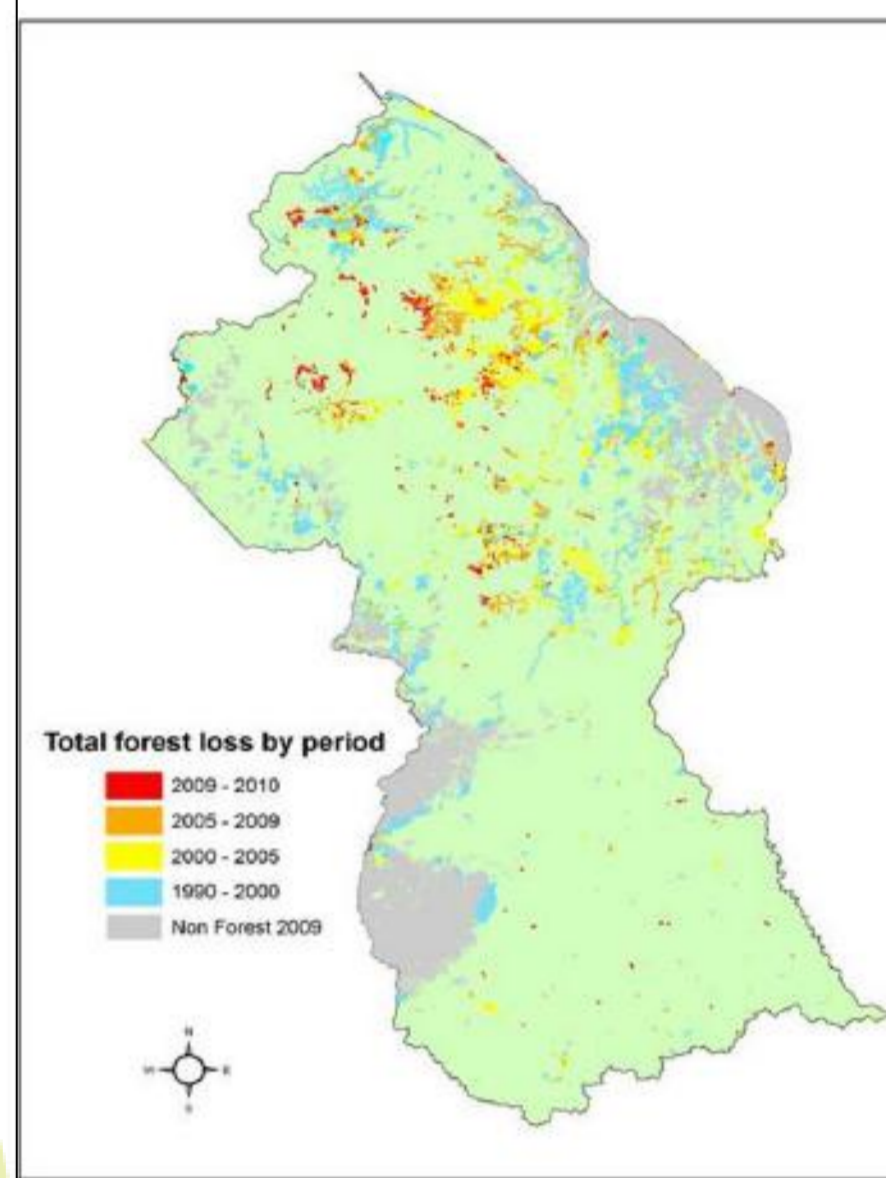 Total forest loss by period
2009 - 2010
2005 - 2009
2000 - 2005
1990 - 2000
Non Forest 2009
N
W
E
S